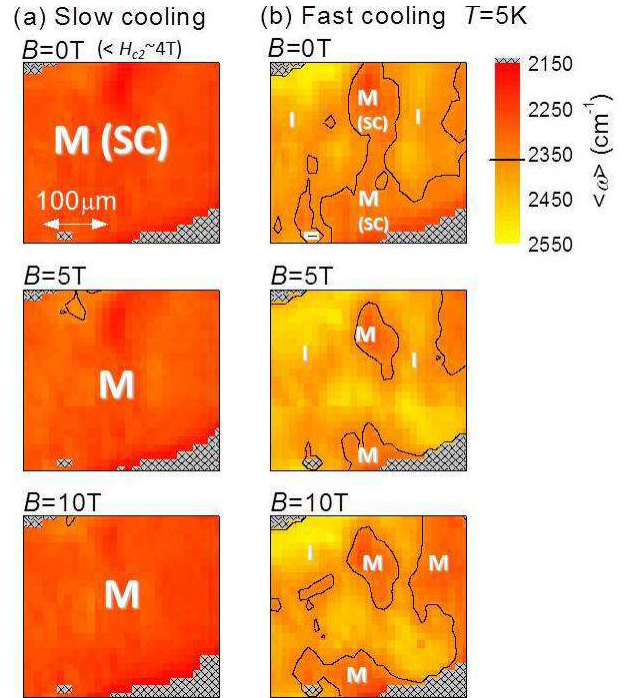 (a) Slow cooling
(b) Fast cooling T=5K
B=0T (< Hc2~4T)
B=0T
M (SC)
100μm
I
M
(SC)
I
M
(SC)
I
2150
2250
2350
2450
2550
<ω> (cm-1)
B=5T
B=5T
M
I
M
I
M
B=10T
B=10T
M
I
M
M
M